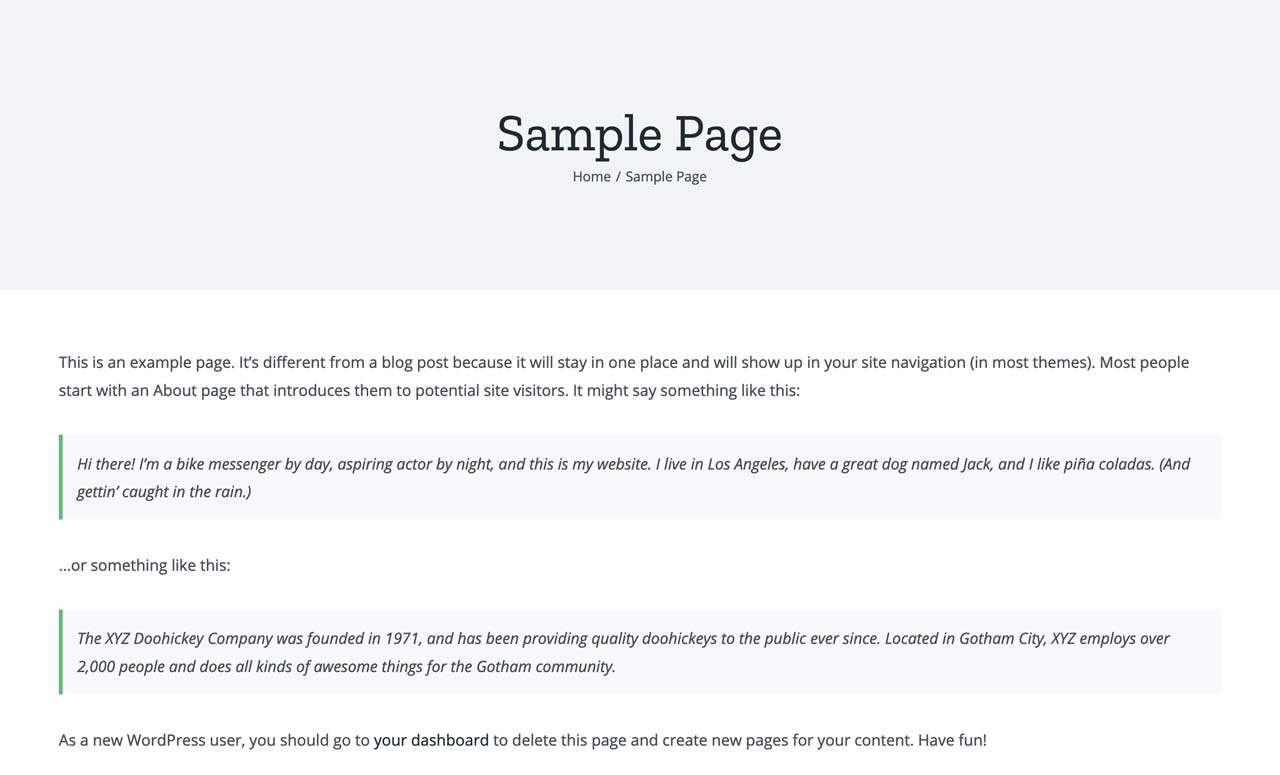 Sample Page
Home / Sample Page
This is an example page. It’s different from a blog post because it will stay in one place and will show up in your site navigation (in most themes). Most people
start with an About page that introduces them to potential site visitors. It might say something like this:
Hi there! I’m a bike messenger by day, aspiring actor by night, and this is my website. I live in Los Angeles, have a great dog named Jack, and I like piña coladas. (And
gettin’ caught in the rain.)
…or something like this:
The XYZ Doohickey Company was founded in 1971, and has been providing quality doohickeys to the public ever since. Located in Gotham City, XYZ employs over
2,000 people and does all kinds of awesome things for the Gotham community.
As a new WordPress user, you should go to your dashboard to delete this page and create new pages for your content. Have fun!